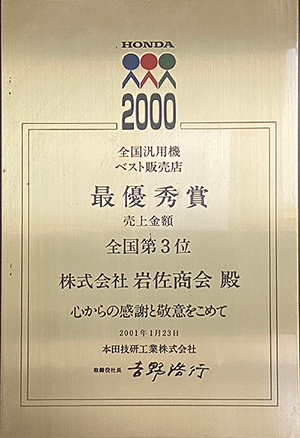 HONDA
2000
全国汎用機
ベスト販売店
最優秀賞
売上金額
全国第3位
株式会社 岩佐商会 殿
心からの感謝と敬意をこめて
2001年1月23日
本田技研工業株式会社
取締役社長 吉野浩行